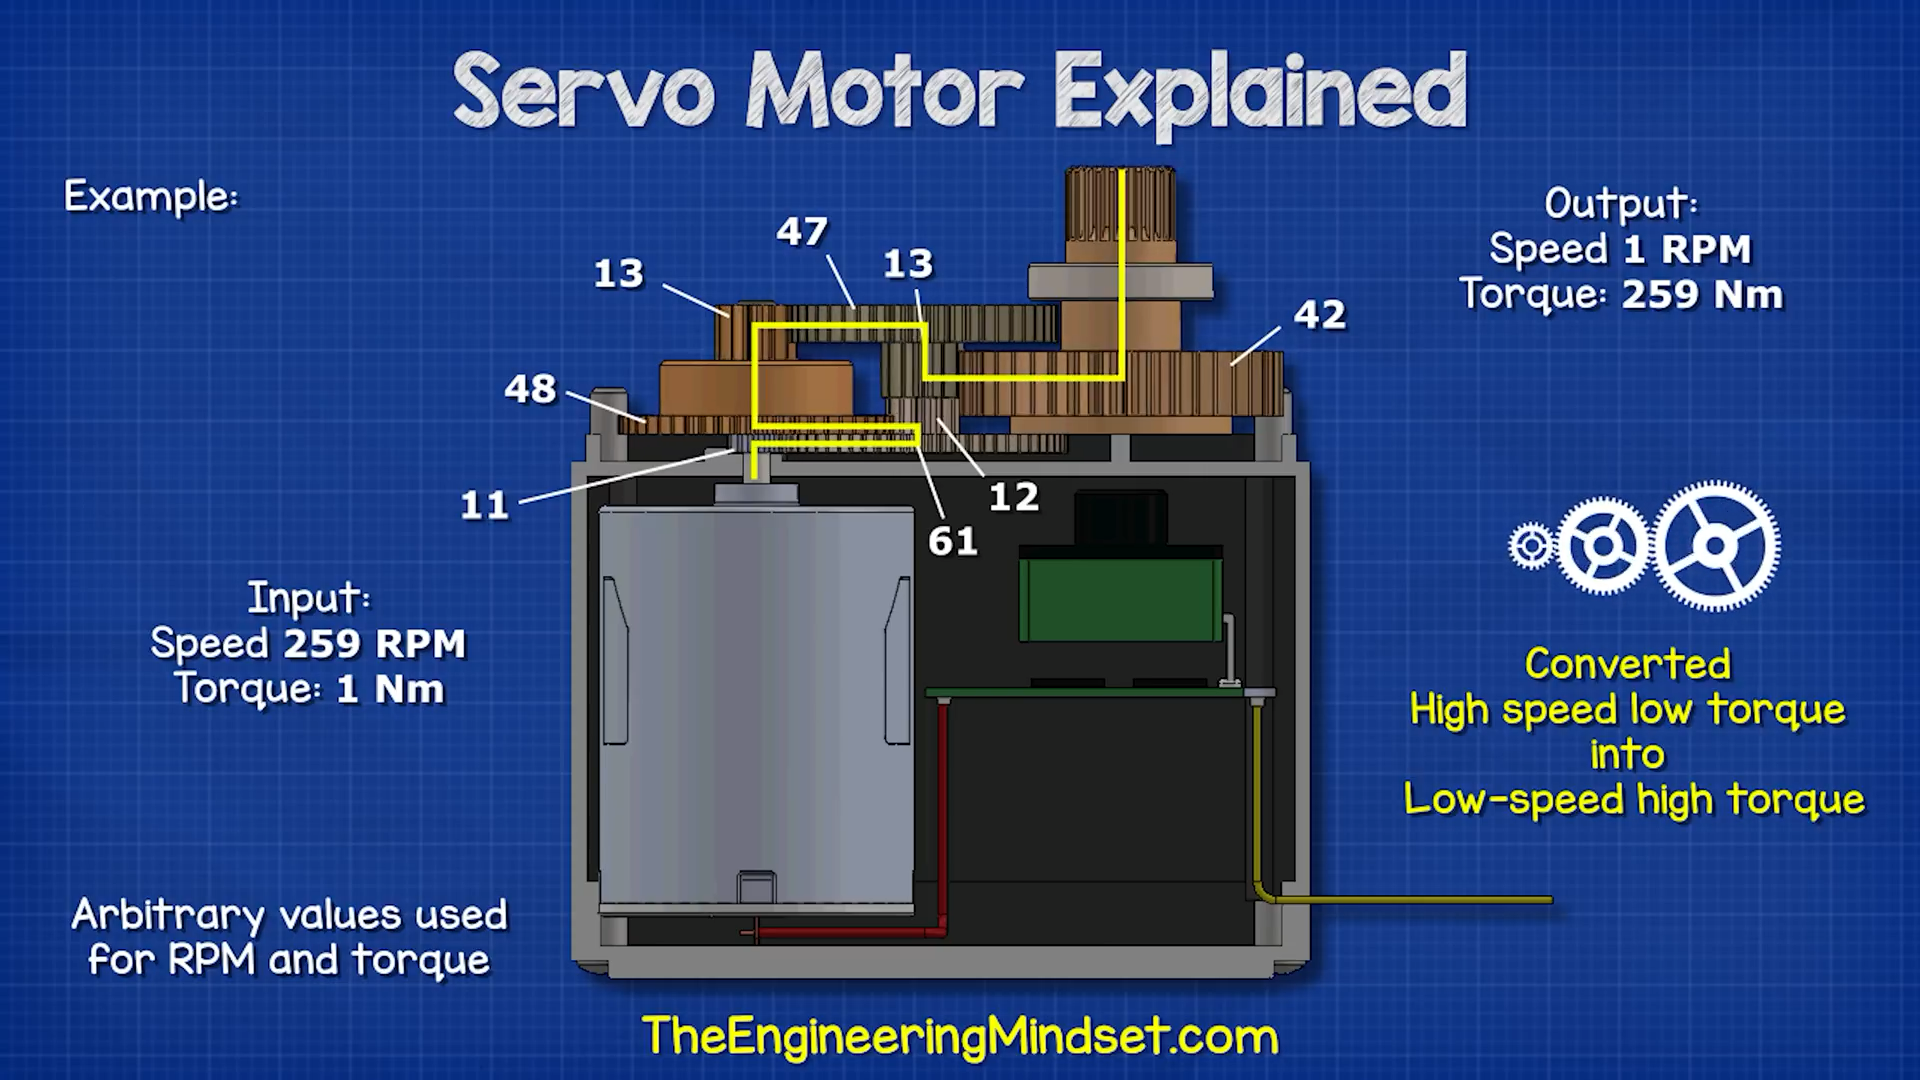 Servo Motor Explained
Example:
Output:
Speed 1 RPM
Torque: 259 Nm
47
13
13
42
48
11
12
61
Input:
Speed 259 RPM
Torque: 1 Nm
Converted
High speed low torque
into
Low-speed high torque
Arbitrary values used
for RPM and torque
TheEngineeringMindset.com